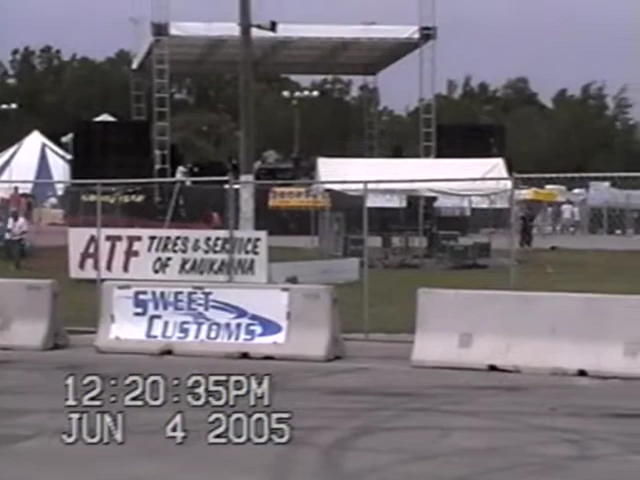 ATF TIRES & SERVICE
OF KAUKAUNA
SWEET
CUSTOMS
12:20:35PM
JUN 4 2005